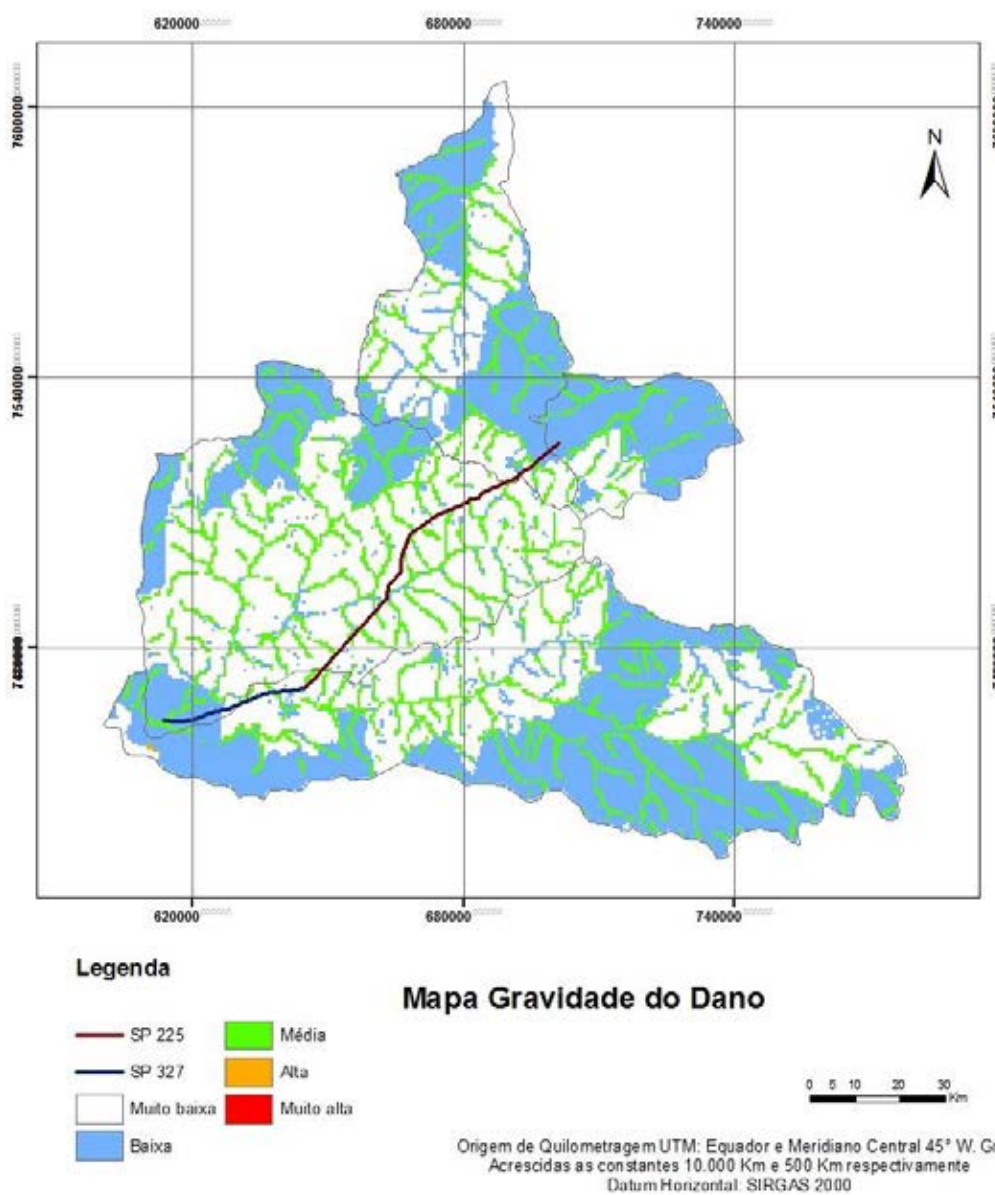 620000 680000 740000
7600000
N
7540000
620000 680000 740000
Legenda
Mapa Gravidade do Dano
SP 225 Média
SP 327 Alta
Muito baixa Muito alta
Baixa
0 5 10 20 30
Km
Origem de Quilometragem UTM: Equador e Meridiano Central 45° W.
Acrescidas as constantes 10.000 Km e 500 Km respectivamente
Datum Horizontal: SIRGAS 2000